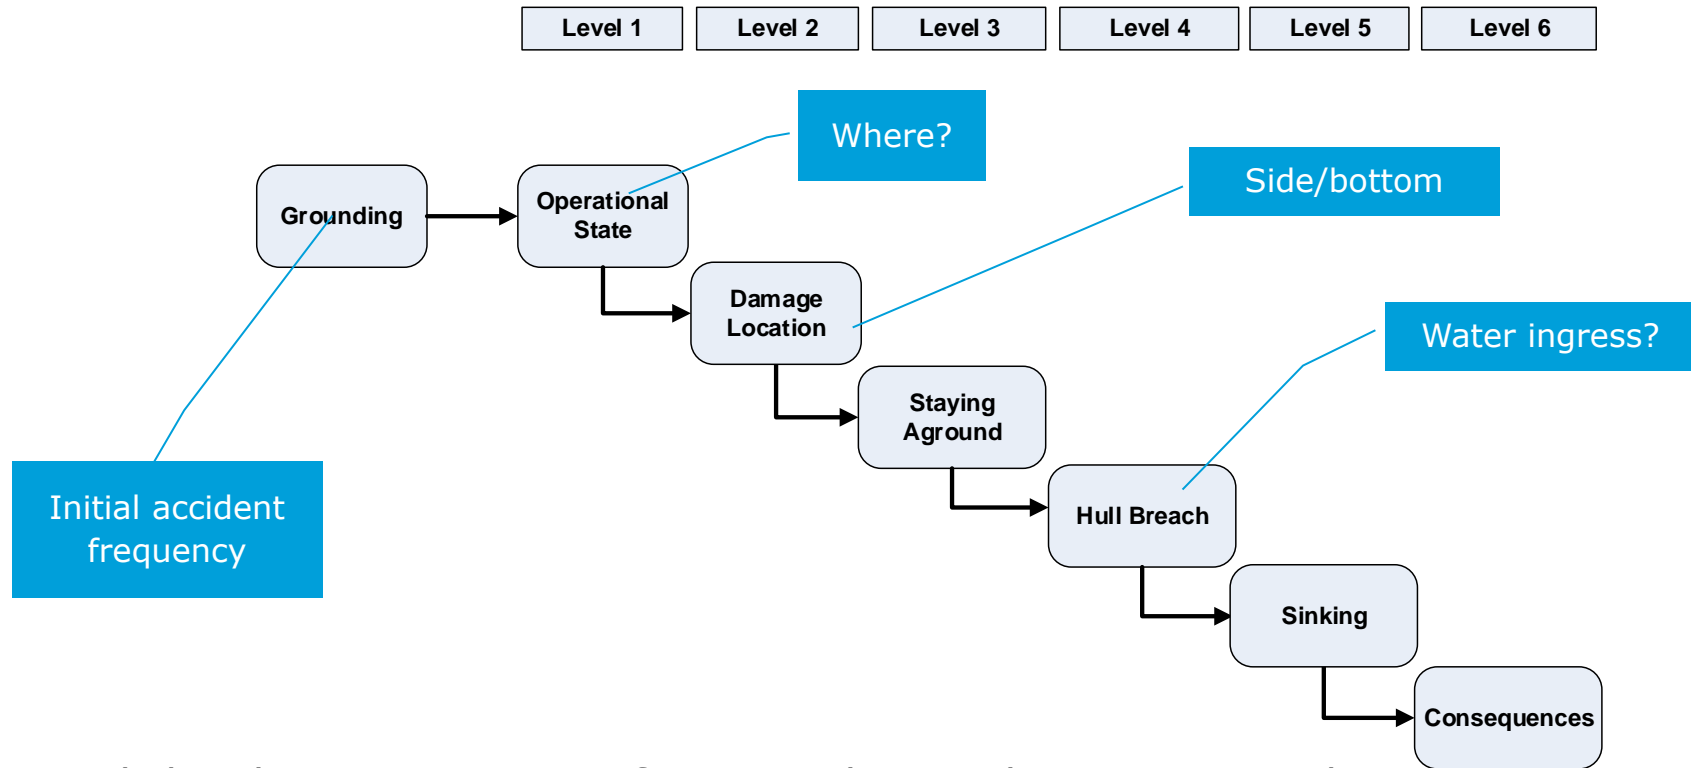 Level 1 Level 2 Level 3 Level 4 Level 5 Level 6
Where?
Side/bottom
Grounding
Operational
State
Damage
Location
Water ingress?
Staying
Aground
Initial accident
frequency
Hull Breach
Sinking
Consequences